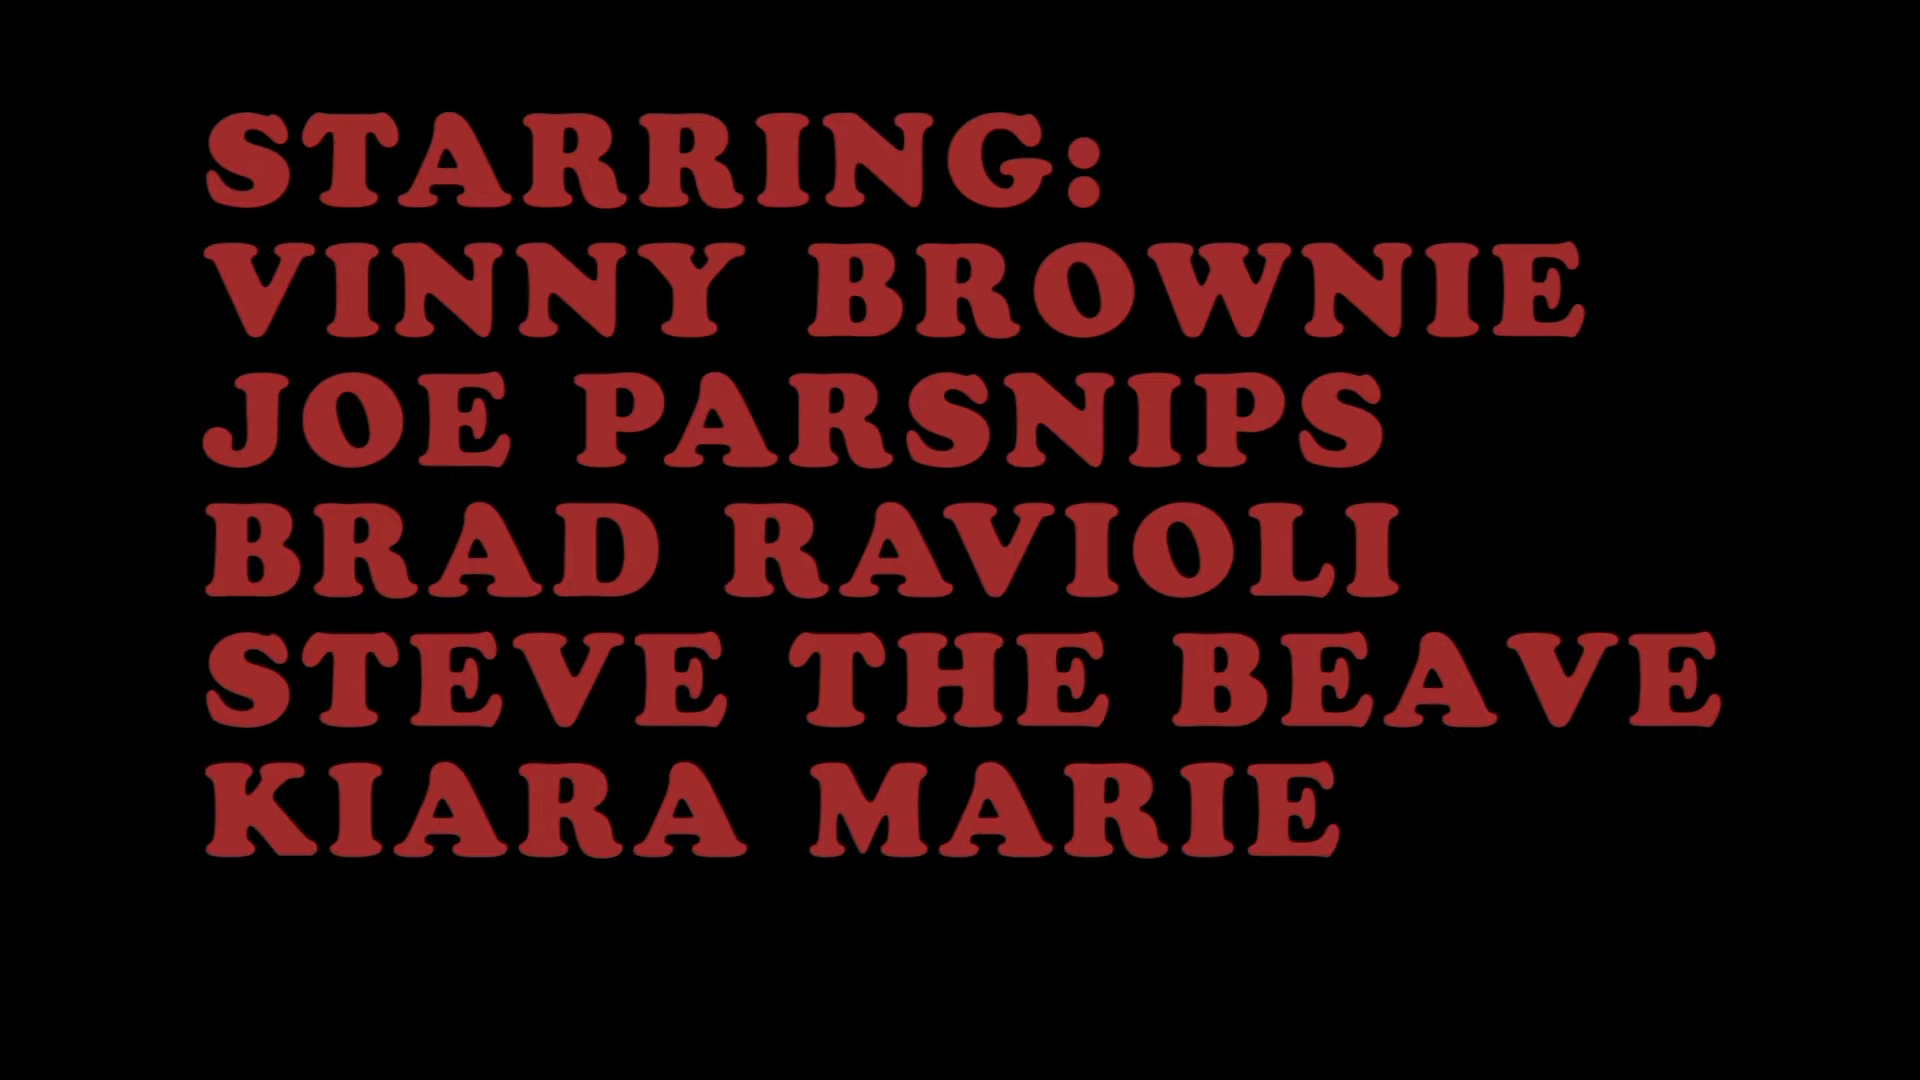 STARRING:
VINNY BROWNIE
JOE PARSNIPS
BRAD RAVIOLI
STEVE THE BEAVE
KIARA MARIE